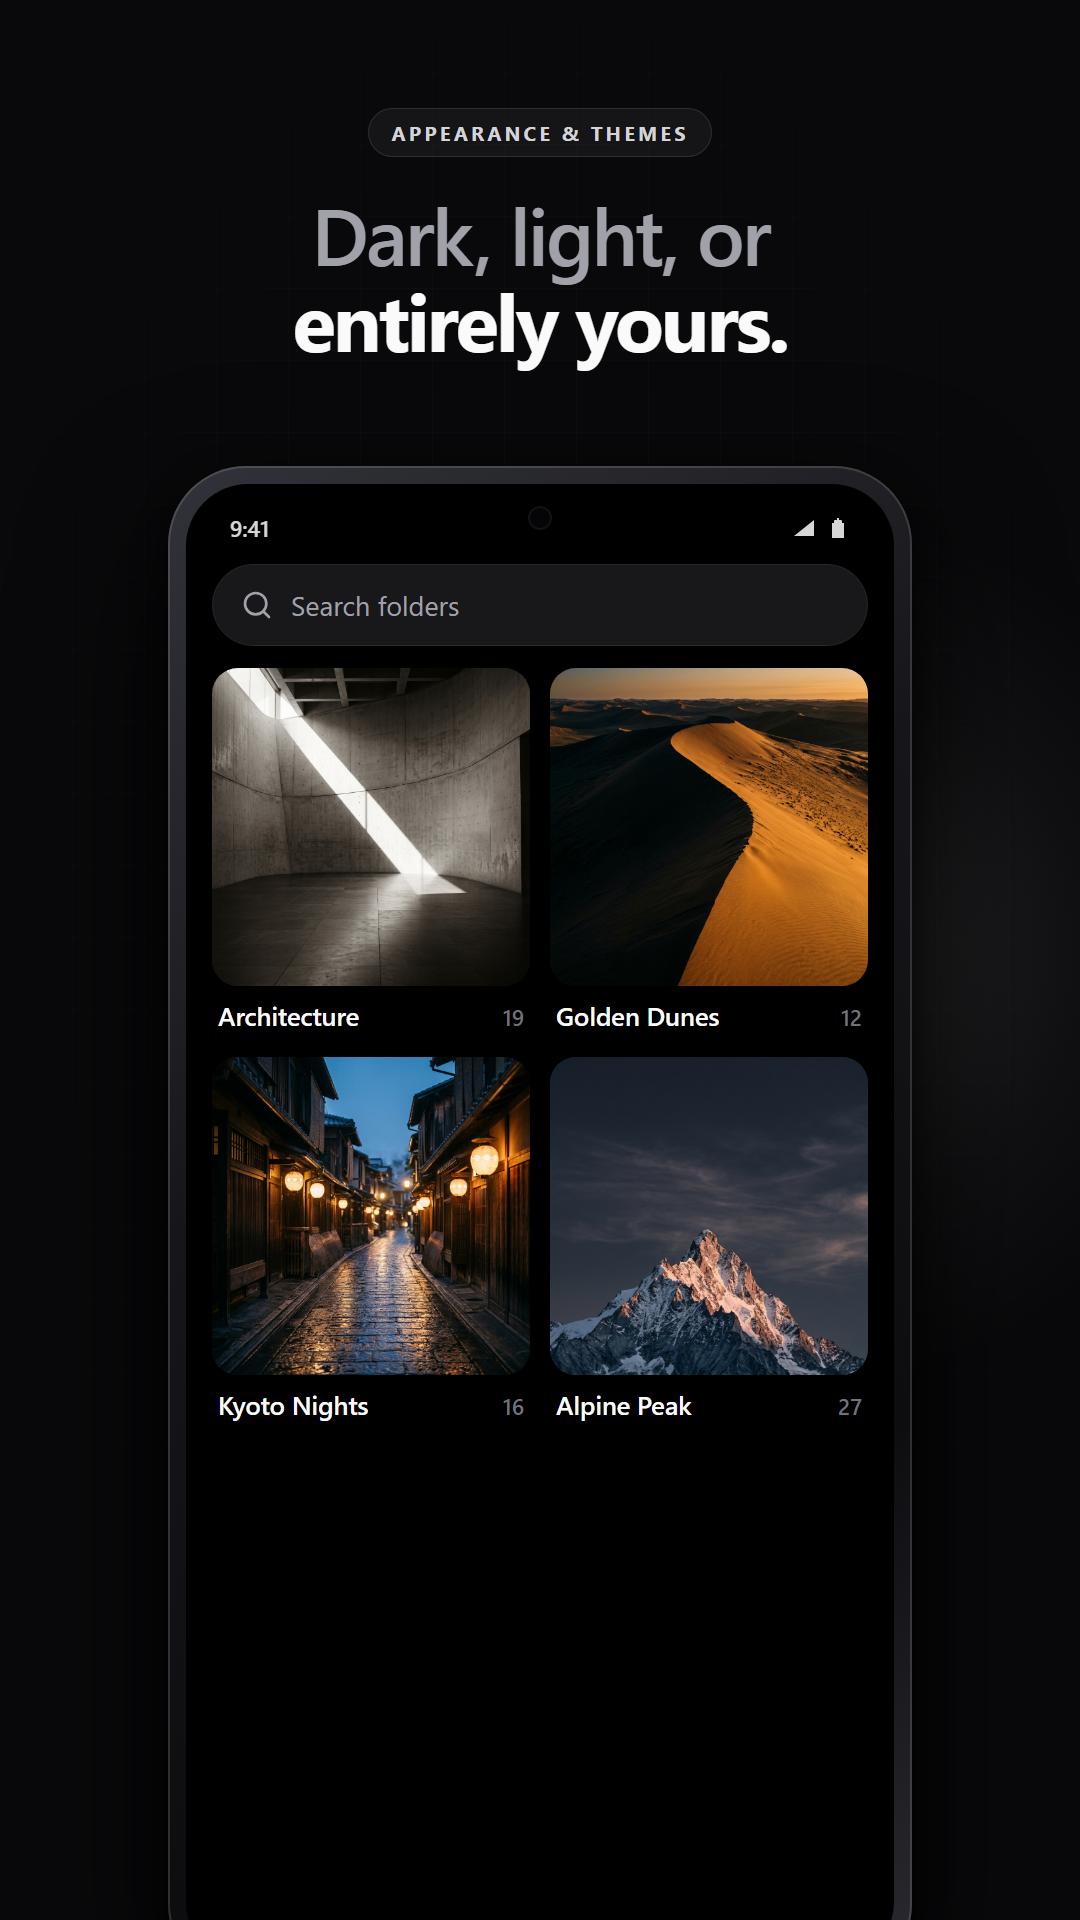 APPEARANCE & THEMES
Dark, light, or
entirely yours.
9:41
Search folders
Architecture 19
Golden Dunes 12
Kyoto Nights 16
Alpine Peak 27